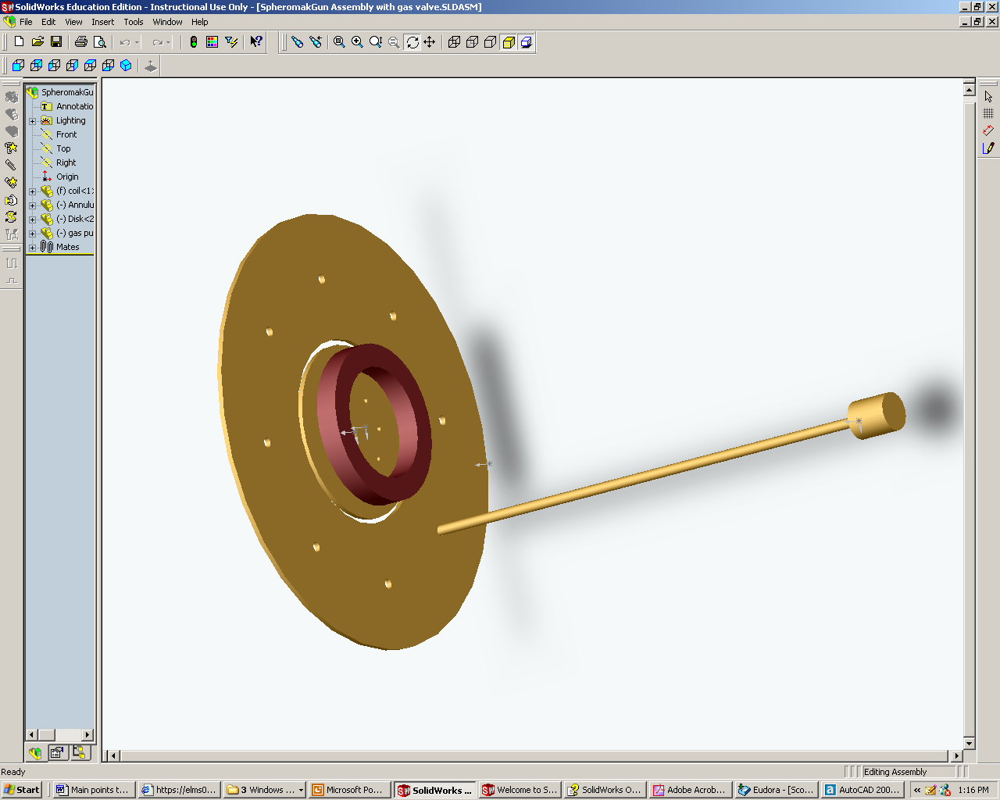 SolidWorks Education Edition - Instructional Use Only - [SpheromakGun Assembly with gas valve.SLDASM]
File Edit View Insert Tools Window Help
SpheromakGu
Annotatio
Lighting
Front
Top
Right
Origin
(f) coil<1>
(-) Annulu
(-) Disk<2
(-) gas pu
Mates
Ready
Editing Assembly
Start
Main points t...
https://elms0...
3 Windows ...
Microsoft Po...
SolidWorks ...
Welcome to S...
SolidWorks O...
Adobe Acrob...
Eudora - [Sco...
AutoCAD 200...
1:16 PM